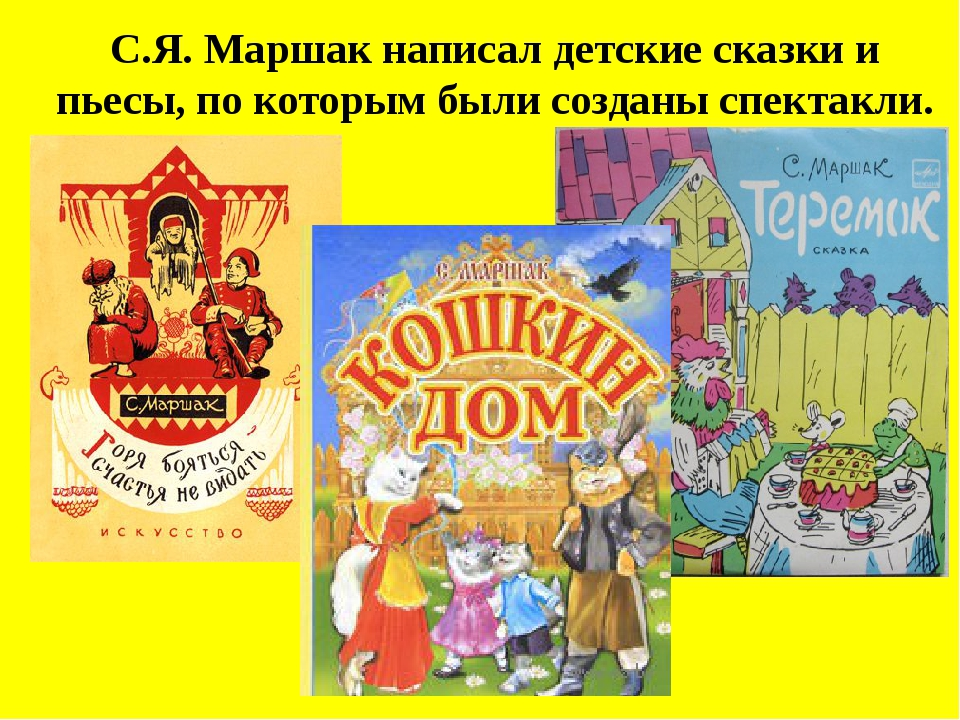 С.Я. Маршак написал детские сказки и
пьесы, по которым были созданы спектакли.
С. Маршак
Горя бояться –
счастья не видать
ИСКУССТВО
С. МАРШАК
КОШКИН
ДОМ
С. МАРШАК
Теремок
СКАЗКА